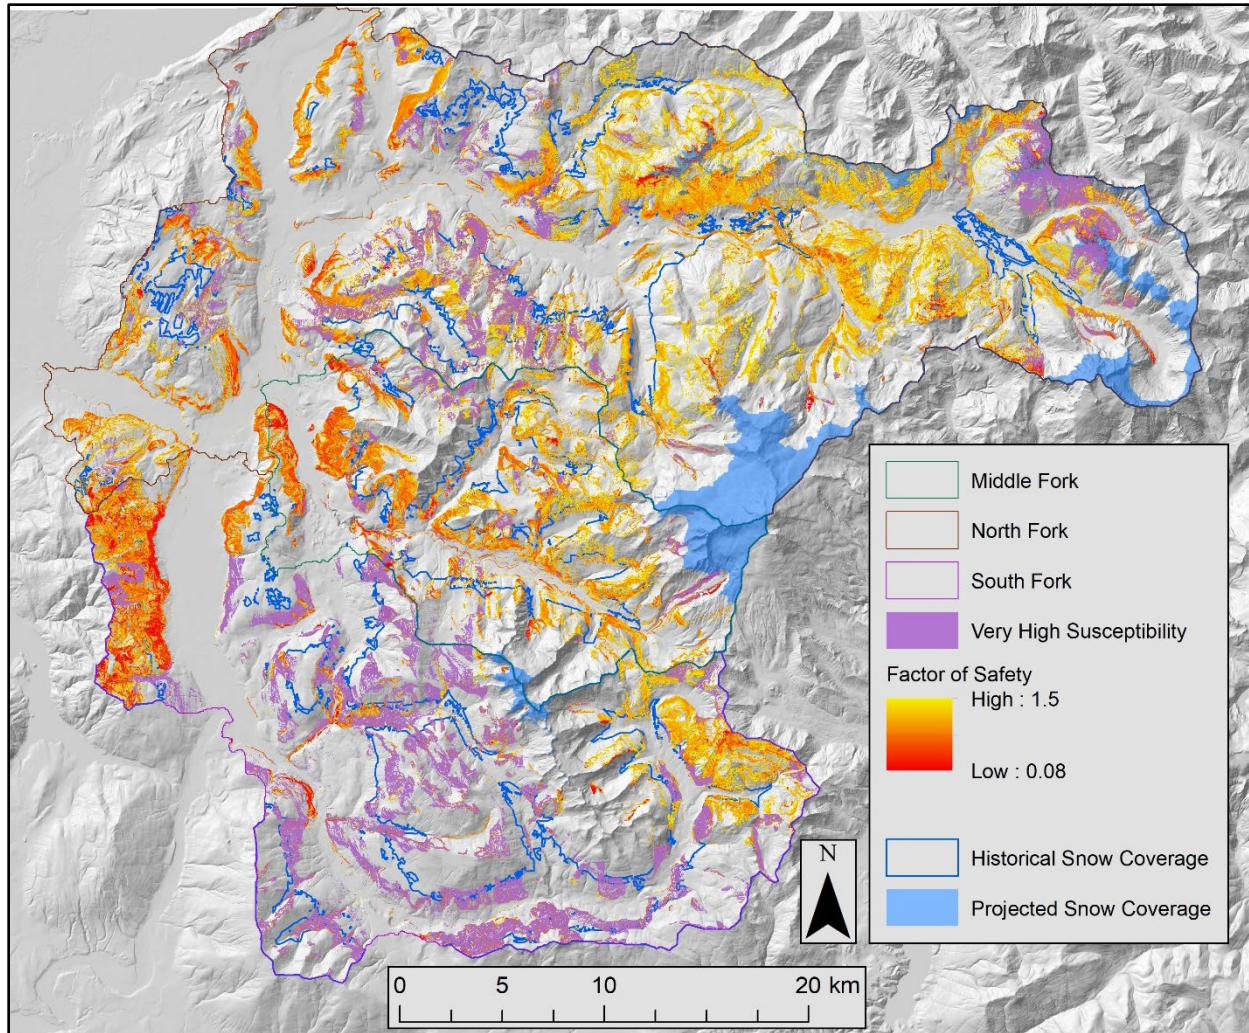 Middle Fork
North Fork
South Fork
Very High Susceptibility
Factor of Safety
High : 1.5
Low : 0.08
Historical Snow Coverage
Projected Snow Coverage
N
0 5 10 20 km